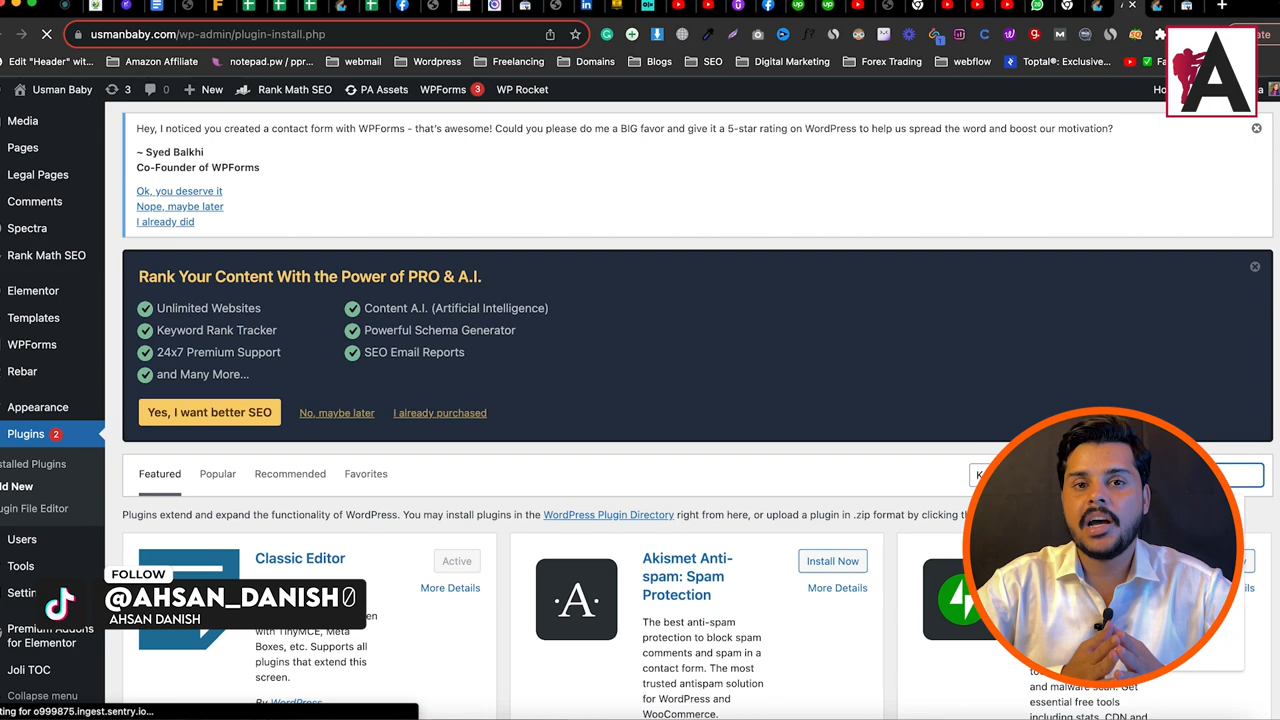 usmanbaby.com/wp-admin/plugin-install.php
Edit "Header" wit...
Amazon Affiliate
notepad.pw / ppr...
webmail
Wordpress
Freelancing
Domains
Blogs
SEO
Digital Marketing
Forex Trading
webflow
Toptal®: Exclusive...
Usman Baby
3
0
New
Rank Math SEO
PA Assets
WPForms 3
WP Rocket
A
Media
Pages
Legal Pages
Comments
Spectra
Rank Math SEO
Elementor
Templates
WPForms
Rebar
Appearance
Plugins 2
stalled Plugins
ld New
ugin File Editor
Users
Tools
Settin
Premium Addons
for Elementor
Joli TOC
Collapse menu
Hey, I noticed you created a contact form with WPForms - that's awesome! Could you please do me a BIG favor and give it a 5-star rating on WordPress to help us spread the word and boost our motivation?
~ Syed Balkhi
Co-Founder of WPForms
Ok, you deserve it
Nope, maybe later
I already did
Rank Your Content With the Power of PRO & A.I.
Unlimited Websites
Content A.I. (Artificial Intelligence)
Keyword Rank Tracker
Powerful Schema Generator
24x7 Premium Support
SEO Email Reports
and Many More...
Yes, I want better SEO
No, maybe later
I already purchased
Featured
Popular
Recommended
Favorites
Plugins extend and expand the functionality of WordPress. You may install plugins in the WordPress Plugin Directory right from here, or upload a plugin in .zip format by clicking th
Classic Editor
Active
More Details
with TinyMCE, Meta
Boxes, etc. Supports all
plugins that extend this
screen.
By WordPress
Akismet Anti-
spam: Spam
Protection
Install Now
More Details
The best anti-spam
protection to block spam
comments and spam in a
contact form. The most
trusted antispam solution
for WordPress and
WooCommerce.
and malware scan. Get
essential free tools
including stats, CDN and
FOLLOW
@AHSAN_DANISH0
AHSAN DANISH
ting for o999875.ingest.sentry.io...